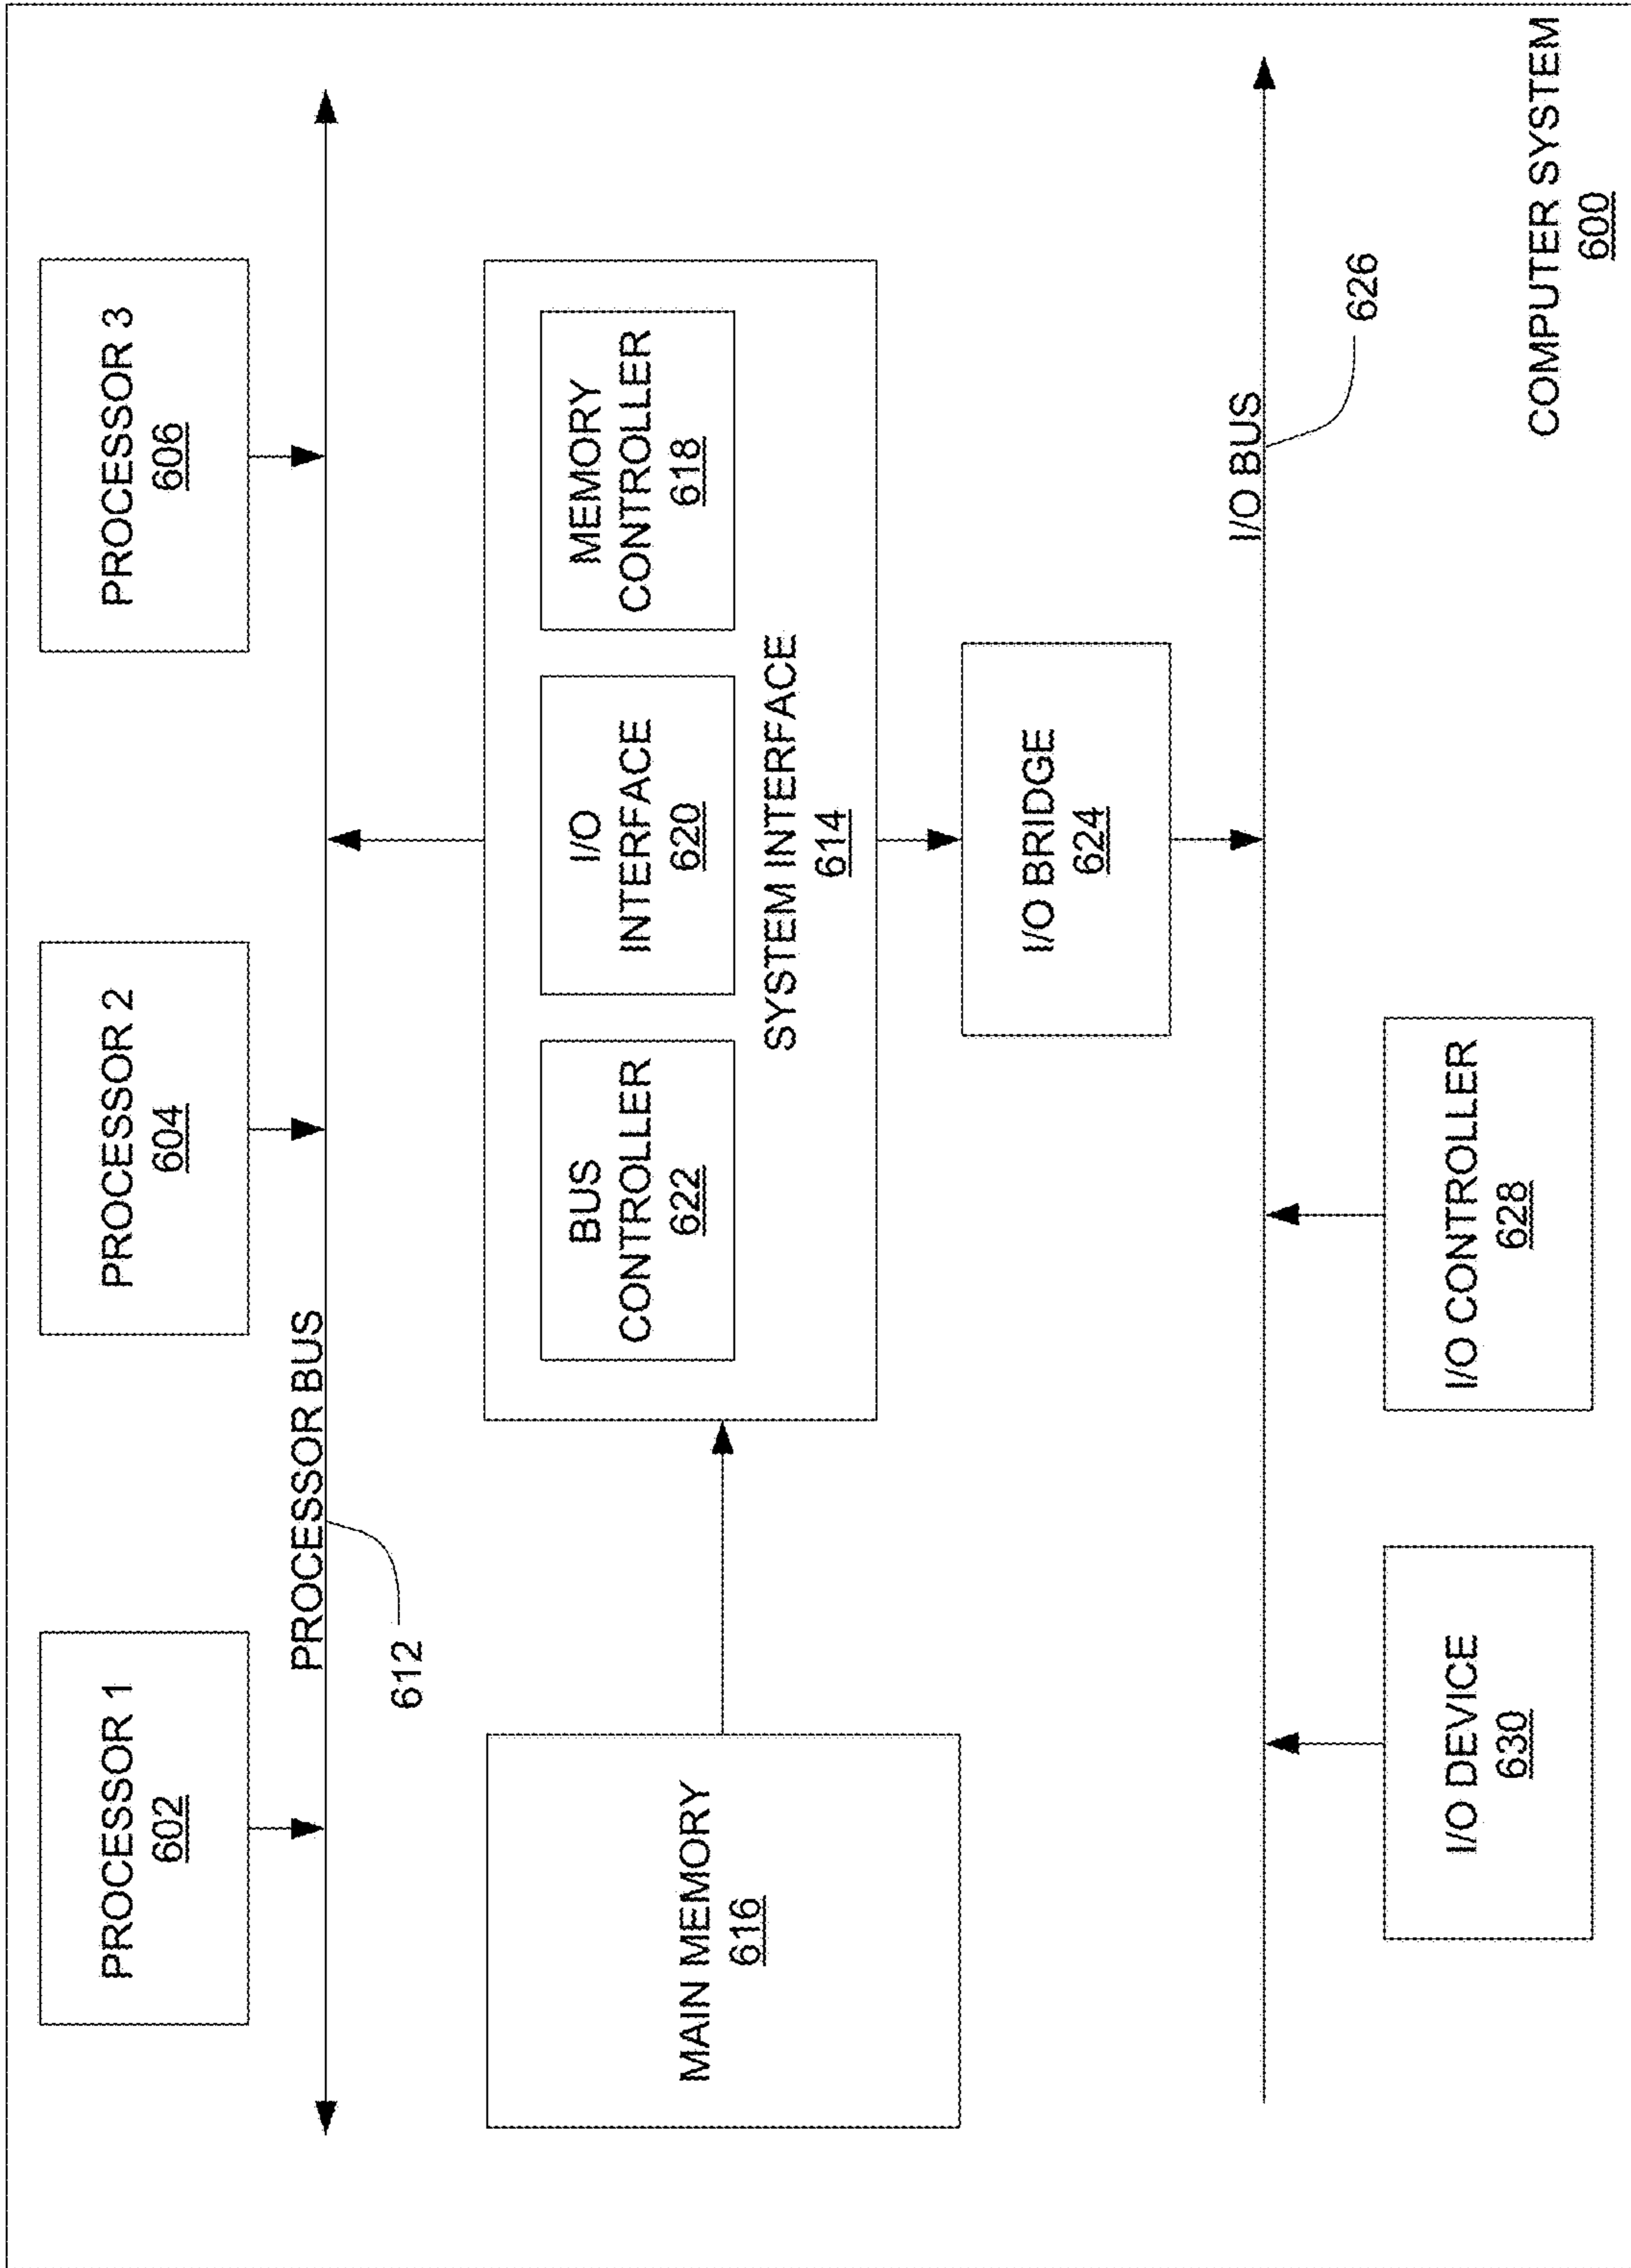 PROCESSOR 1
602
PROCESSOR 2
604
PROCESSOR 3
606
PROCESSOR BUS
612
MAIN MEMORY
616
BUS
CONTROLLER
622
I/O
INTERFACE
620
MEMORY
CONTROLLER
618
SYSTEM INTERFACE
614
I/O BRIDGE
624
I/O BUS
626
I/O DEVICE
630
I/O CONTROLLER
628
COMPUTER SYSTEM
600